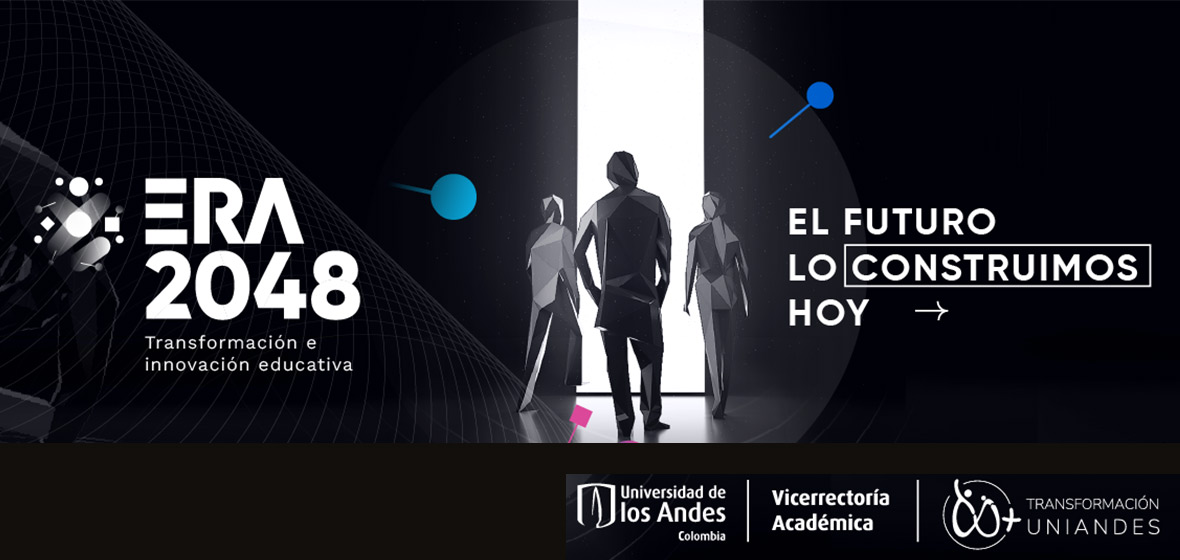 ERA
2048
Transformación e
innovación educativa
EL FUTURO
LO CONSTRUIMOS
HOY
Universidad de
los Andes
Colombia
Vicerrectoría
Académica
TRANSFORMACIÓN
UNIANDES